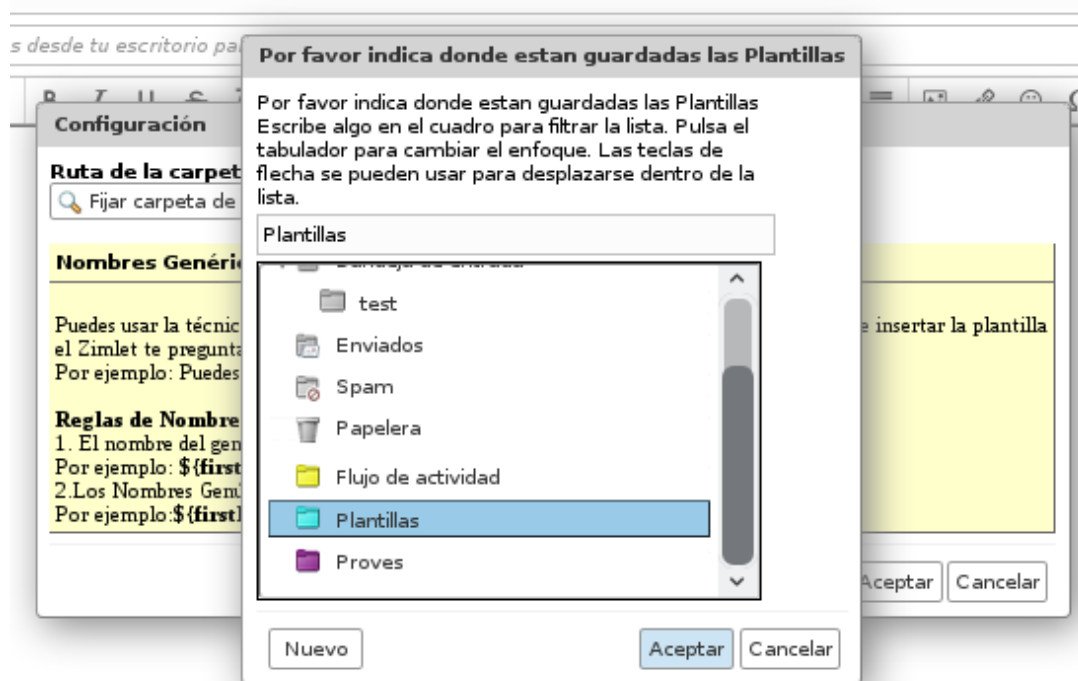 s desde tu escritorio pa
Por favor indica donde estan guardadas las Plantillas
Por favor indica donde estan guardadas las Plantillas
Escribe algo en el cuadro para filtrar la lista. Pulsa el
tabulador para cambiar el enfoque. Las teclas de
flecha se pueden usar para desplazarse dentro de la
lista.
Plantillas
Bandeja de entrada
test
Enviados
Spam
Papelera
Flujo de actividad
Plantillas
Proves
Nuevo
Aceptar
Cancelar
Configuración
Ruta de la carpet
Fijar carpeta de
Nombres Genéri
Puedes usar la técnic
insertar la plantilla
el Zimlet te pregunt
Por ejemplo: Puedes
Reglas de Nombre
1. El nombre del gen
Por ejemplo: ${first
2.Los Nombres Gen
Por ejemplo:${first
Aceptar
Cancelar